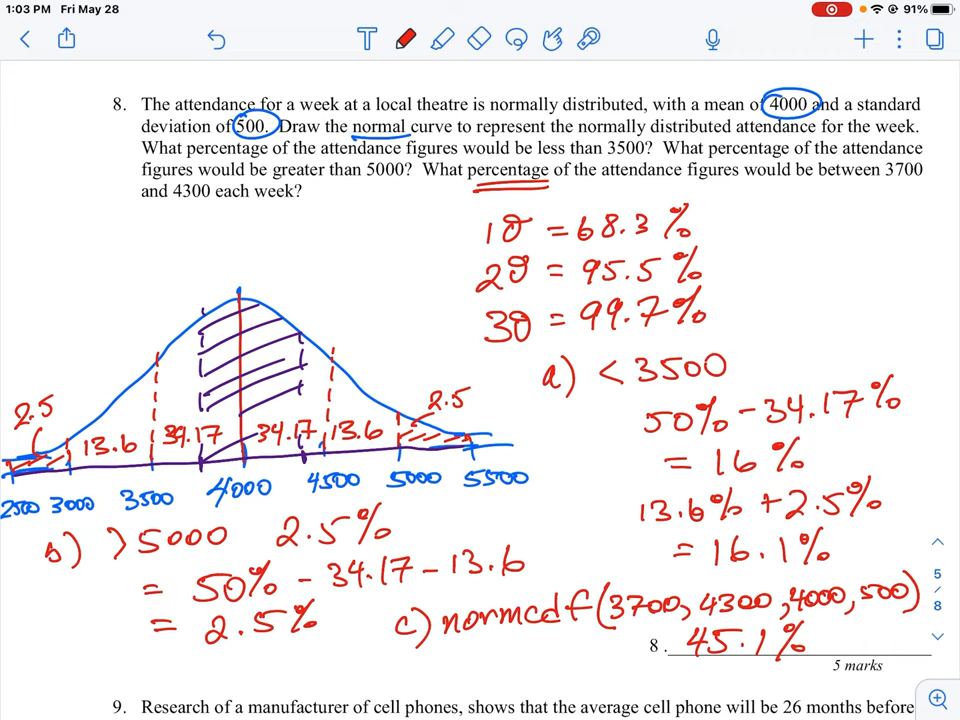 1:03 PM Fri May 28
91%
8. The attendance for a week at a local theatre is normally distributed, with a mean of 4000 and a standard
deviation of 500. Draw the normal curve to represent the normally distributed attendance for the week.
What percentage of the attendance figures would be less than 3500? What percentage of the attendance
figures would be greater than 5000? What percentage of the attendance figures would be between 3700
and 4300 each week?
1σ = 68.3 %
2σ = 95.5 %
3σ = 99.7 %
a) < 3500
50% - 34.17 %
= 16 %
13.6% + 2.5%
= 16.1%
2.5 13.6 34.17 34.17 13.6 2.5
2500 3000 3500 4000 4500 5000 5500
b) > 5000 2.5%
= 50% - 34.17 - 13.6
= 2.5%
c) normcdf(3700, 4300, 4000, 500)
8. 45.1%
5 marks
5/8
9. Research of a manufacturer of cell phones, shows that the average cell phone will be 26 months before